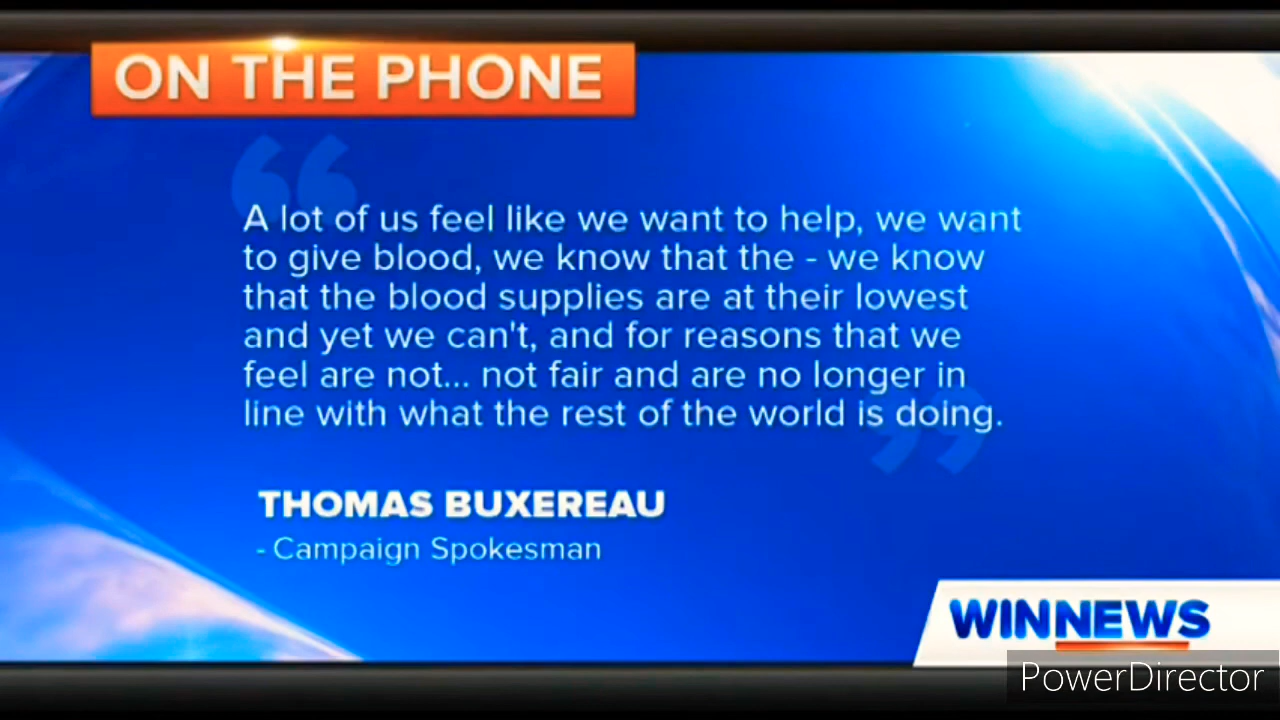 ON THE PHONE
“
A lot of us feel like we want to help, we want
to give blood, we know that the - we know
that the blood supplies are at their lowest
and yet we can't, and for reasons that we
feel are not... not fair and are no longer in
line with what the rest of the world is doing.
”
THOMAS BUXEREAU
- Campaign Spokesman
WINNEWS
PowerDirector